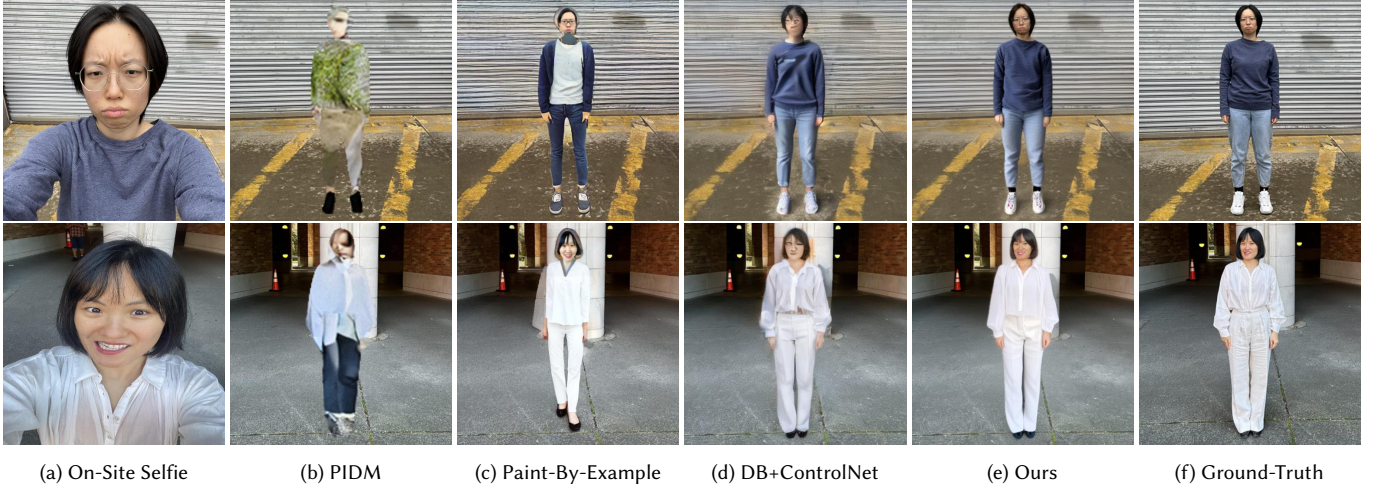 (a) On-Site Selfie
(b) PIDM
(c) Paint-By-Example
(d) DB+ControlNet
(e) Ours
(f) Ground-Truth